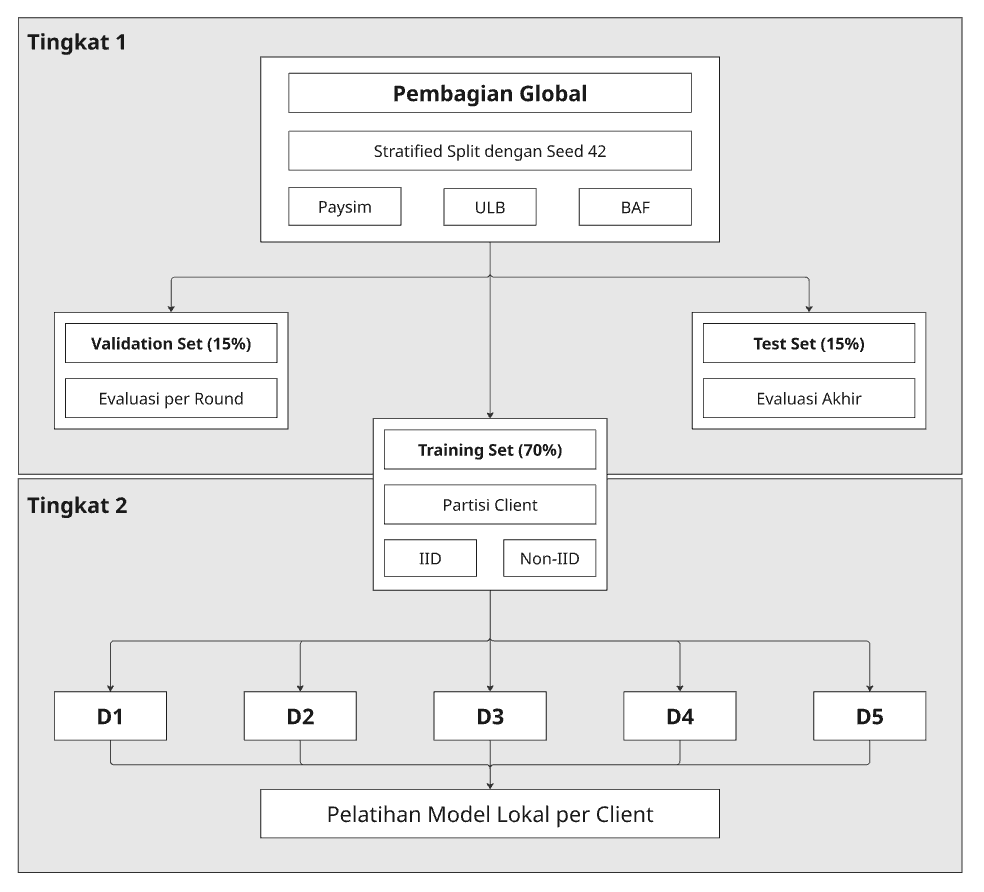 Tingkat 1
Pembagian Global
Stratified Split dengan Seed 42
Paysim
ULB
BAF
Validation Set (15%)
Evaluasi per Round
Test Set (15%)
Evaluasi Akhir
Training Set (70%)
Partisi Client
IID
Non-IID
Tingkat 2
D1
D2
D3
D4
D5
Pelatihan Model Lokal per Client